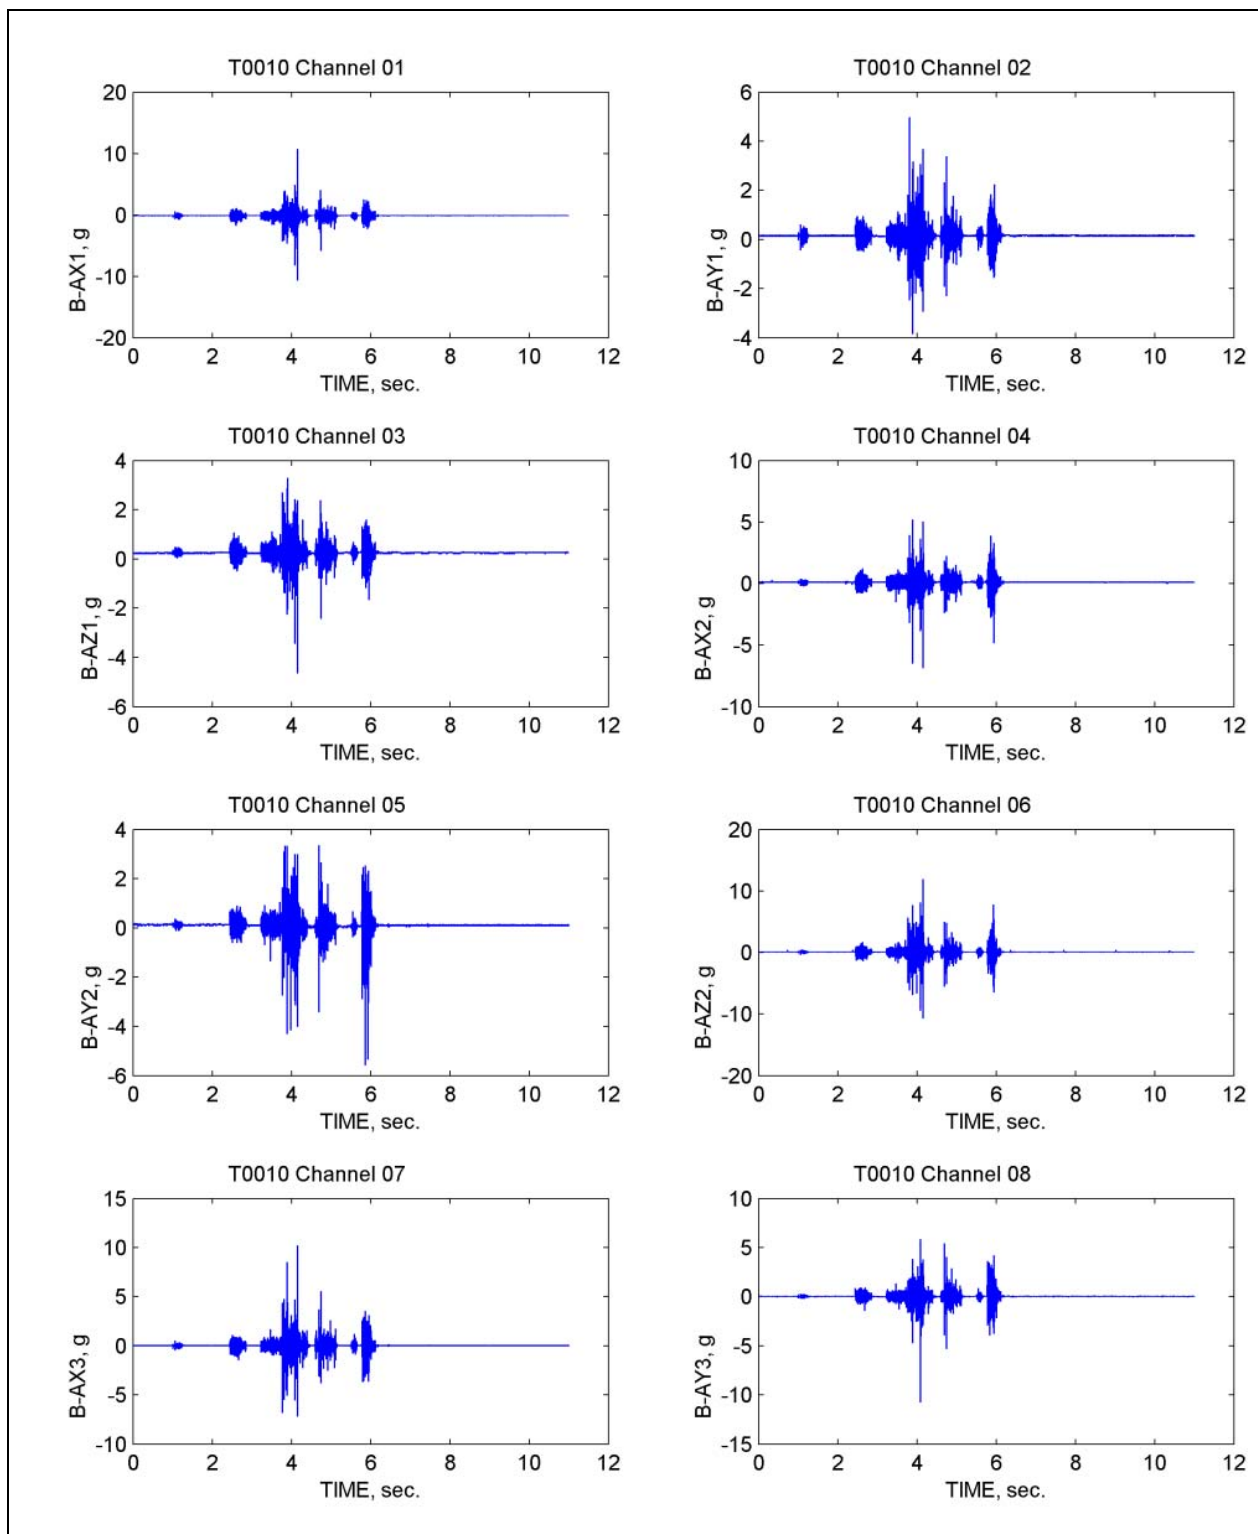 T0010 Channel 01
20
10
0
-10
-20
B-AX1, g
0 2 4 6 8 10 12
TIME, sec.
T0010 Channel 02
6
4
2
0
-2
-4
B-AY1, g
0 2 4 6 8 10 12
TIME, sec.
T0010 Channel 03
4
2
0
-2
-4
-6
B-AZ1, g
0 2 4 6 8 10 12
TIME, sec.
T0010 Channel 04
10
5
0
-5
-10
B-AX2, g
0 2 4 6 8 10 12
TIME, sec.
T0010 Channel 05
4
2
0
-2
-4
-6
B-AY2, g
0 2 4 6 8 10 12
TIME, sec.
T0010 Channel 06
20
10
0
-10
-20
B-AZ2, g
0 2 4 6 8 10 12
TIME, sec.
T0010 Channel 07
15
10
5
0
-5
-10
B-AX3, g
0 2 4 6 8 10 12
TIME, sec.
T0010 Channel 08
10
5
0
-5
-10
-15
B-AY3, g
0 2 4 6 8 10 12
TIME, sec.